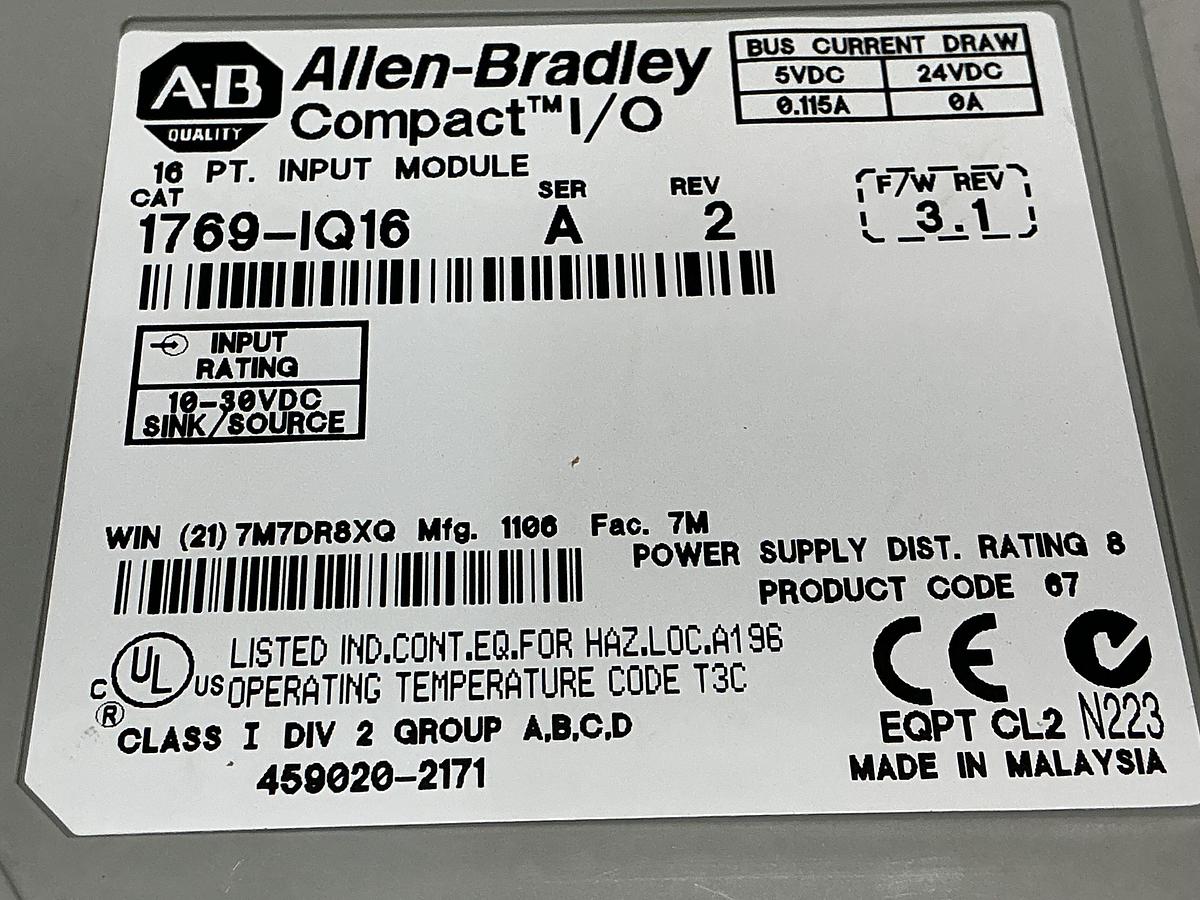 A-B
QUALITY
Allen-Bradley
Compact™ I/O
BUS CURRENT DRAW
5VDC 24VDC
0.115A 0A
16 PT. INPUT MODULE
CAT SER REV F/W REV
1769-IQ16 A 2 3.1
INPUT
RATING
10-30VDC
SINK/SOURCE
WIN (21) 7M7DR8XQ Mfg. 1106 Fac. 7M
POWER SUPPLY DIST. RATING 8
PRODUCT CODE 67
C UL US ®
LISTED IND.CONT.EQ.FOR HAZ.LOC.A196
OPERATING TEMPERATURE CODE T3C
CLASS I DIV 2 GROUP A,B,C,D
459020-2171
CE
EQPT CL2 N223
MADE IN MALAYSIA